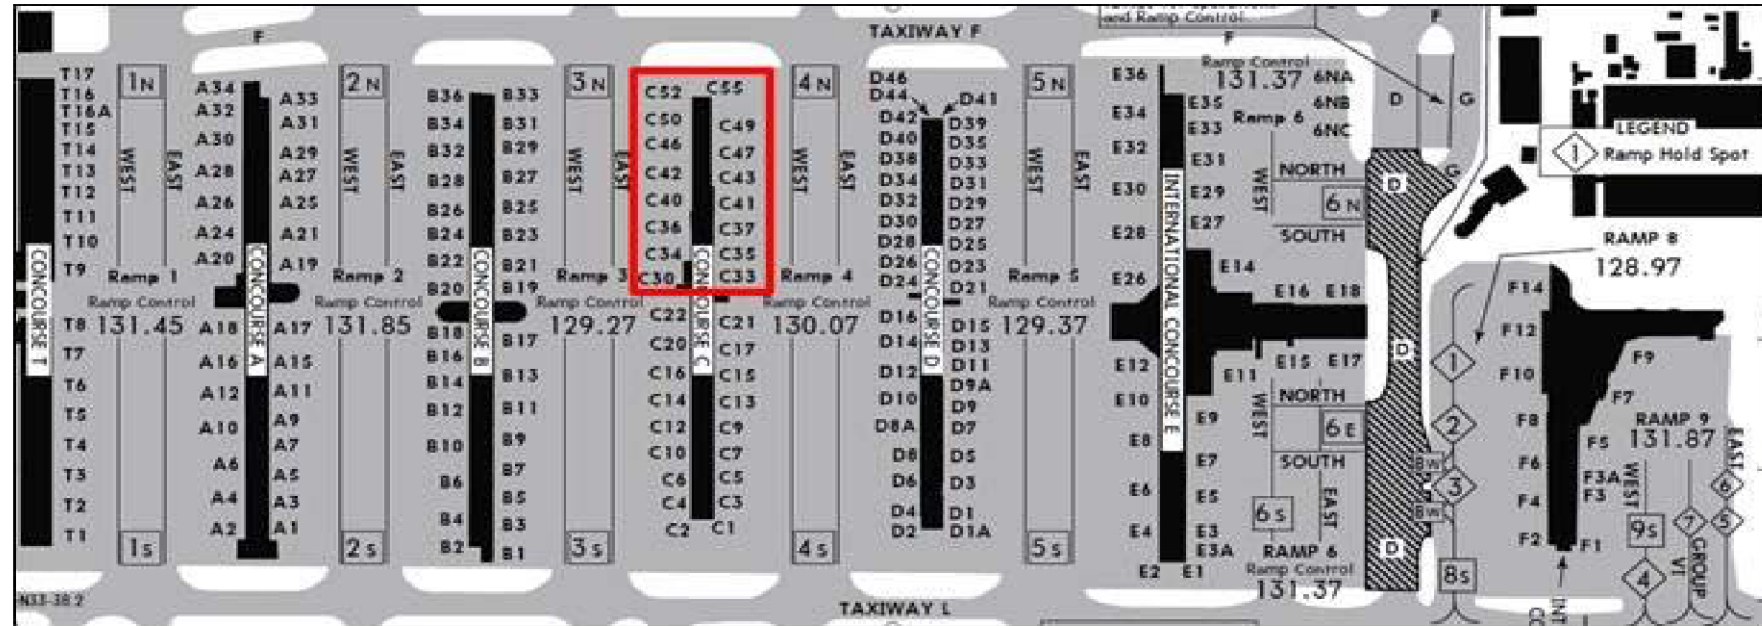 and Ramp Control
TAXIWAY F
F
F
F
T17
T16
T16A
T15
T14
T13
T12
T11
T10
T9
T8
T7
T6
T5
T4
T3
T2
T1
CONCOURSE T
1N
WEST
EAST
Ramp 1
Ramp Control
131.45
1S
A34
A32
A30
A28
A26
A24
A20
A18
A16
A12
A10
A6
A4
A2
CONCOURSE A
A33
A31
A29
A27
A25
A21
A19
A17
A15
A11
A9
A7
A5
A3
A1
2N
WEST
EAST
Ramp 2
Ramp Control
131.85
2S
B36
B34
B32
B28
B26
B24
B22
B20
B18
B16
B14
B12
B10
B6
B4
B2
CONCOURSE B
B33
B31
B29
B27
B25
B23
B21
B19
B17
B13
B11
B9
B7
B5
B3
B1
3N
WEST
EAST
Ramp 3
Ramp Control
129.27
3S
C52
C50
C46
C42
C40
C36
C34
C30
C22
C20
C16
C14
C12
C10
C6
C4
C2
CONCOURSE C
C55
C49
C47
C43
C41
C37
C35
C33
C21
C17
C15
C13
C9
C7
C5
C3
C1
4N
WEST
EAST
Ramp 4
Ramp Control
130.07
4S
D46
D44
D42
D40
D38
D34
D32
D30
D28
D26
D24
D16
D14
D12
D10
D8A
D8
D6
D4
D2
CONCOURSE D
D41
D39
D35
D33
D31
D29
D27
D25
D23
D21
D15
D13
D11
D9A
D9
D7
D5
D3
D1
D1A
5N
WEST
EAST
Ramp 5
Ramp Control
129.37
5S
E36
E34
E32
E30
E28
E26
E12
E10
E8
E6
E4
E2
INTERNATIONAL CONCOURSE E
E35
E33
E31
E29
E27
E14
E16 E18
E15 E17
E11
E9
E7
E5
E3
E3A
E1
Ramp Control
131.37
Ramp 6
6NA
6NB
6NC
NORTH
WEST
6N
SOUTH
NORTH
WEST
6E
SOUTH
6S
EAST
RAMP 6
Ramp Control
131.37
D
G
G
D
D
D
8W
8W
LEGEND
1 Ramp Hold Spot
RAMP 8
128.97
1
2
3
8S
F14
F12
F10
F8
F6
F4
F2
F9
F7
F5
F3A
F3
F1
RAMP 9
131.87
EAST
WEST
9S
6
7
5
4
GROUP VI
INT
CO
-N33-38.2
TAXIWAY L